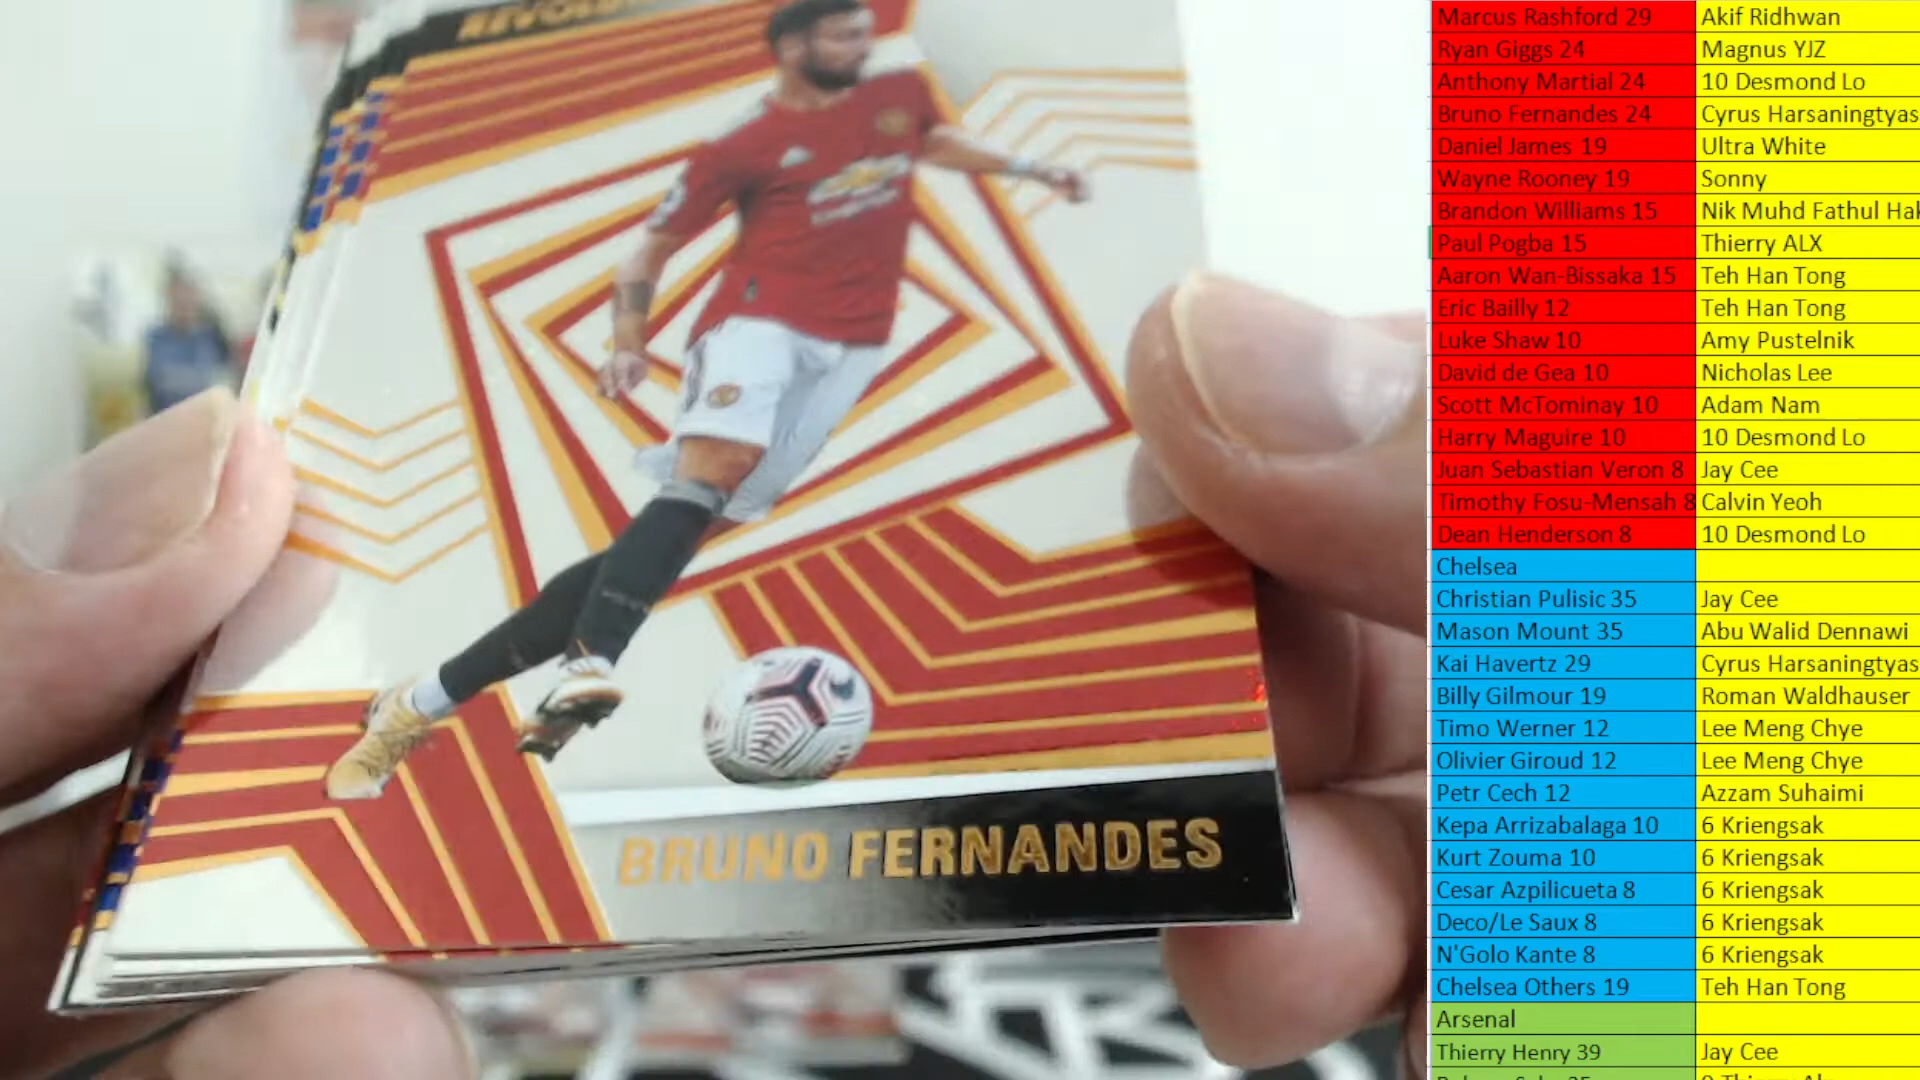 BRUNO FERNANDES
Marcus Rashford 29 Akif Ridhwan
Ryan Giggs 24 Magnus YJZ
Anthony Martial 24 10 Desmond Lo
Bruno Fernandes 24 Cyrus Harsaningtyas
Daniel James 19 Ultra White
Wayne Rooney 19 Sonny
Brandon Williams 15 Nik Muhd Fathul
Paul Pogba 15 Thierry ALX
Aaron Wan-Bissaka 15 Teh Han Tong
Eric Bailly 12 Teh Han Tong
Luke Shaw 10 Amy Pustelnik
David de Gea 10 Nicholas Lee
Scott McTominay 10 Adam Nam
Harry Maguire 10 10 Desmond Lo
Juan Sebastian Veron 8 Jay Cee
Timothy Fosu-Mensah 8 Calvin Yeoh
Dean Henderson 8 10 Desmond Lo
Chelsea
Christian Pulisic 35 Jay Cee
Mason Mount 35 Abu Walid Dennawi
Kai Havertz 29 Cyrus Harsaningtyas
Billy Gilmour 19 Roman Waldhauser
Timo Werner 12 Lee Meng Chye
Olivier Giroud 12 Lee Meng Chye
Petr Cech 12 Azzam Suhaimi
Kepa Arrizabalaga 10 6 Kriengsak
Kurt Zouma 10 6 Kriengsak
Cesar Azpilicueta 8 6 Kriengsak
Deco/Le Saux 8 6 Kriengsak
N'Golo Kante 8 6 Kriengsak
Chelsea Others 19 Teh Han Tong
Arsenal
Thierry Henry 39 Jay Cee